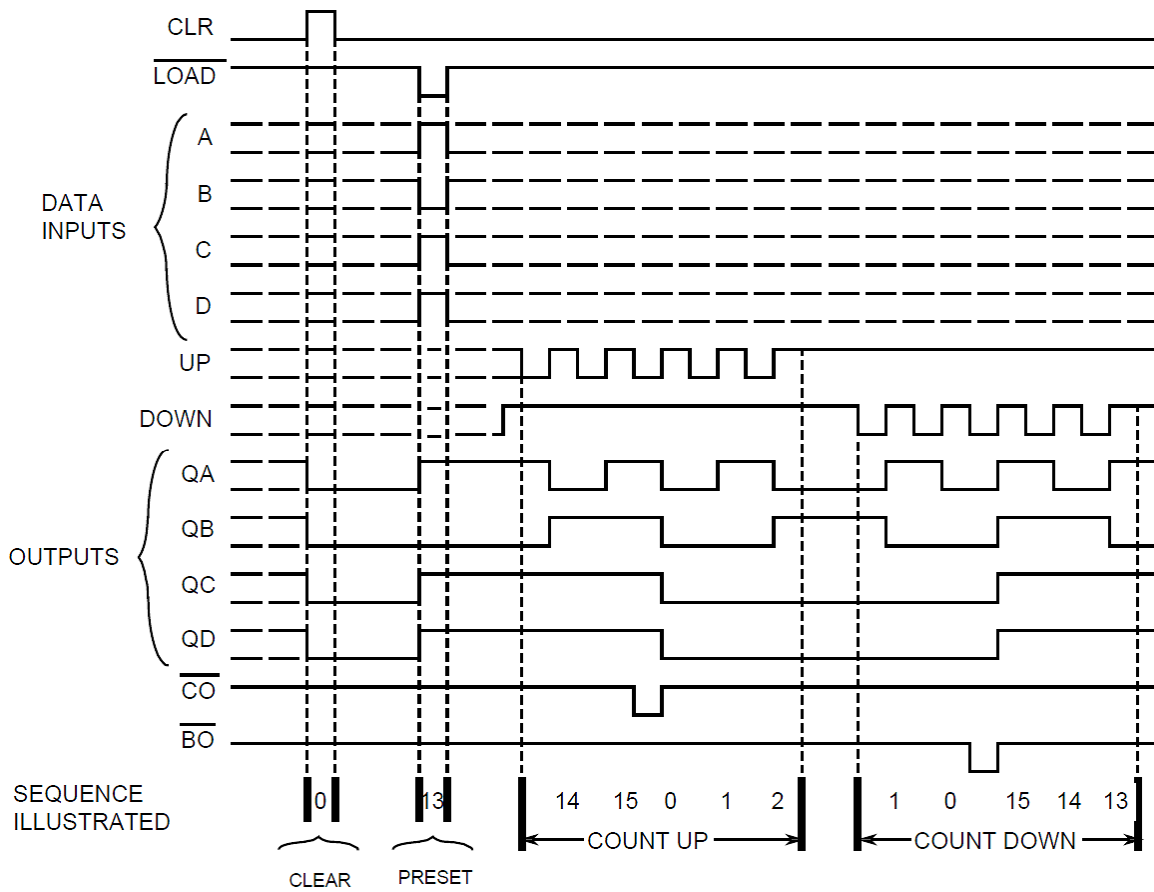 CLR
LOAD
A
B
C
D
DATA
INPUTS
UP
DOWN
QA
QB
QC
QD
OUTPUTS
CO
BO
SEQUENCE
ILLUSTRATED
0 13 14 15 0 1 2 1 0 15 14 13
COUNT UP COUNT DOWN
CLEAR PRESET